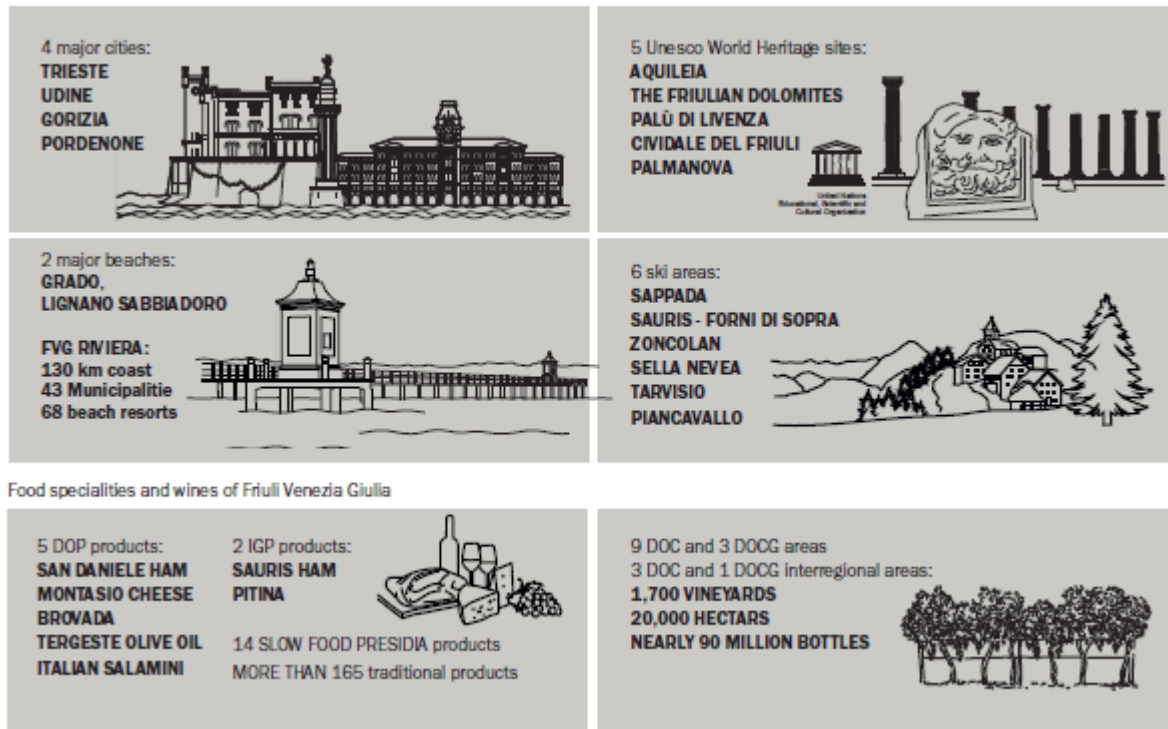 4 major cities:
TRIESTE
UDINE
GORIZIA
PORDENONE
5 Unesco World Heritage sites:
AQUILEIA
THE FRIULIAN DOLOMITES
PALÙ DI LIVENZA
CIVIDALE DEL FRIULI
PALMANOVA
United Nations
Educational, Scientific and
Cultural Organization
2 major beaches:
GRADO,
LIGNANO SABBIADORO
FVG RIVIERA:
130 km coast
43 Municipalitie
68 beach resorts
6 ski areas:
SAPPADA
SAURIS - FORNI DI SOPRA
ZONCOLAN
SELLA NEVEA
TARVISIO
PIANCAVALLO
Food specialities and wines of Friuli Venezia Giulia
5 DOP products:
SAN DANIELE HAM
MONTASIO CHEESE
BROVADA
TERGESTE OLIVE OIL
ITALIAN SALAMINI
2 IGP products:
SAURIS HAM
PITINA
14 SLOW FOOD PRESIDIA products
MORE THAN 165 traditional products
9 DOC and 3 DOCG areas
3 DOC and 1 DOCG interregional areas:
1,700 VINEYARDS
20,000 HECTARS
NEARLY 90 MILLION BOTTLES